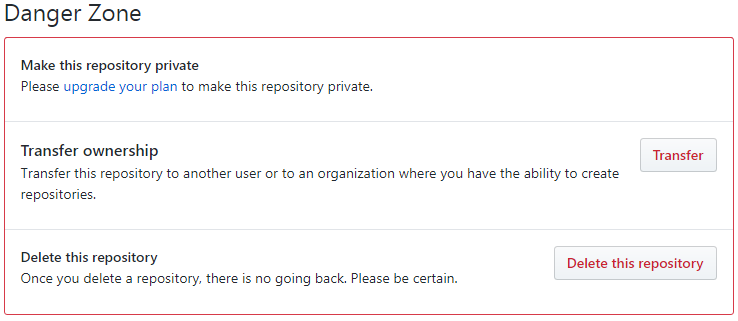 Danger Zone
Make this repository private
Please upgrade your plan to make this repository private.
Transfer ownership
Transfer
Transfer this repository to another user or to an organization where you have the ability to create
repositories.
Delete this repository
Once you delete a repository, there is no going back. Please be certain.
Delete this repository